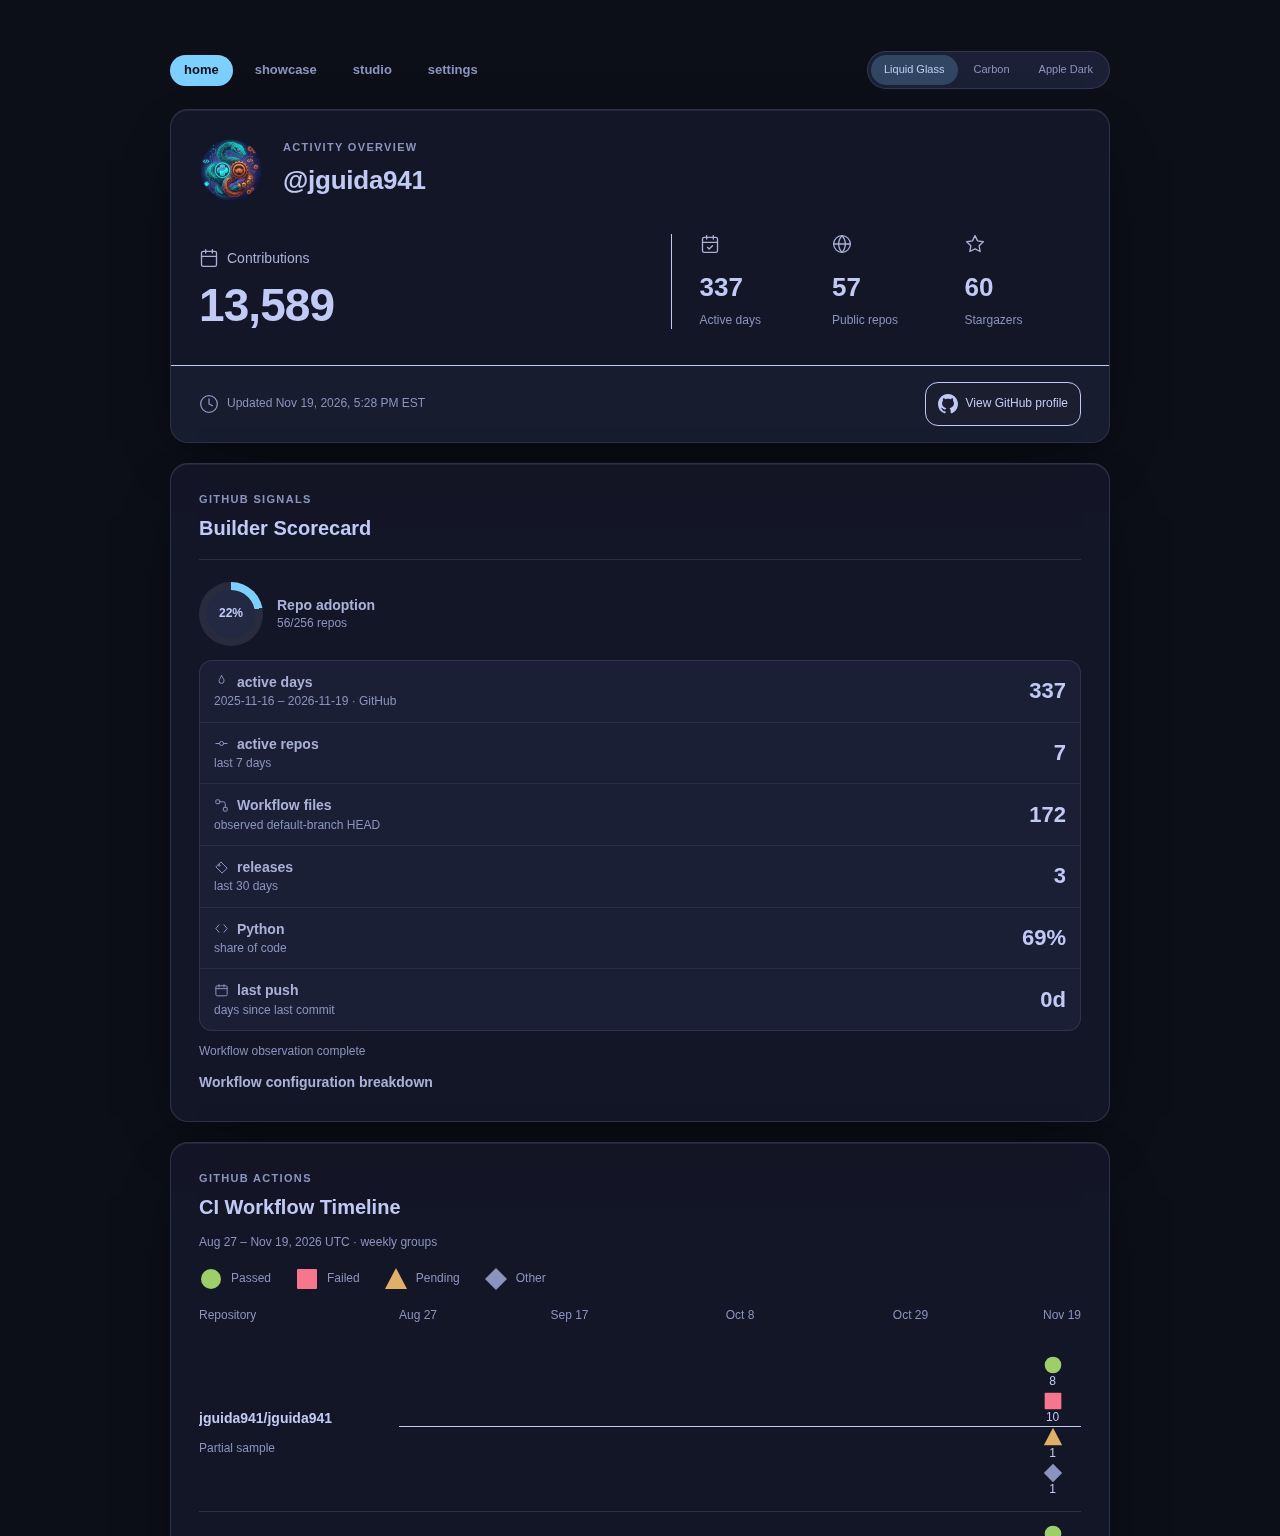 home showcase studio settings Liquid Glass Carbon Apple Dark
ACTIVITY OVERVIEW
@jguida941
Contributions
13,589
337 57 60
Active days Public repos Stargazers
Updated Nov 19, 2026, 5:28 PM EST View GitHub profile
GITHUB SIGNALS
Builder Scorecard
22%
Repo adoption
56/256 repos
active days
2025-11-16 – 2026-11-19 · GitHub
337
active repos
last 7 days
7
Workflow files
observed default-branch HEAD
172
releases
last 30 days
3
Python
share of code
69%
last push
days since last commit
0d
Workflow observation complete
Workflow configuration breakdown
GITHUB ACTIONS
CI Workflow Timeline
Aug 27 – Nov 19, 2026 UTC · weekly groups
Passed Failed Pending Other
Repository Aug 27 Sep 17 Oct 8 Oct 29 Nov 19
jguida941/jguida941
Partial sample
8
10
1
1